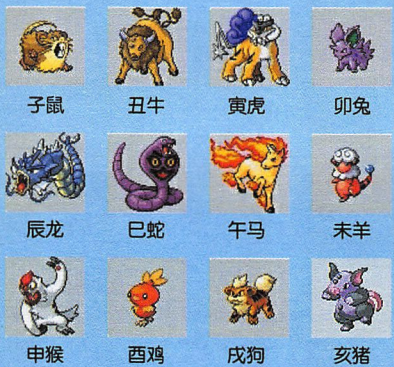 子鼠 丑牛 寅虎 卯兔
辰龙 巳蛇 午马 未羊
申猴 酉鸡 戌狗 亥猪